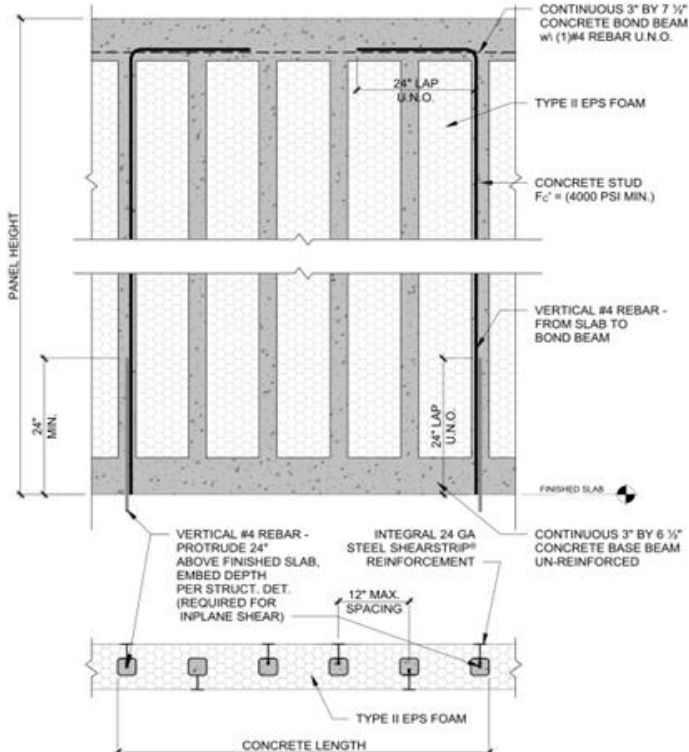 CONTINUOUS 3" BY 7 ½"
CONCRETE BOND BEAM
w\ (1)#4 REBAR U.N.O.
24" LAP
U.N.O.
TYPE II EPS FOAM
CONCRETE STUD
Fc' = (4000 PSI MIN.)
PANEL HEIGHT
VERTICAL #4 REBAR -
FROM SLAB TO
BOND BEAM
24"
MIN.
24" LAP
U.N.O.
FINISHED SLAB
VERTICAL #4 REBAR -
PROTRUDE 24"
ABOVE FINISHED SLAB,
EMBED DEPTH
PER STRUCT. DET.
(REQUIRED FOR
INPLANE SHEAR)
INTEGRAL 24 GA
STEEL SHEARSTRIP®
REINFORCEMENT
CONTINUOUS 3" BY 6 ½"
CONCRETE BASE BEAM
UN-REINFORCED
12" MAX.
SPACING
TYPE II EPS FOAM
CONCRETE LENGTH